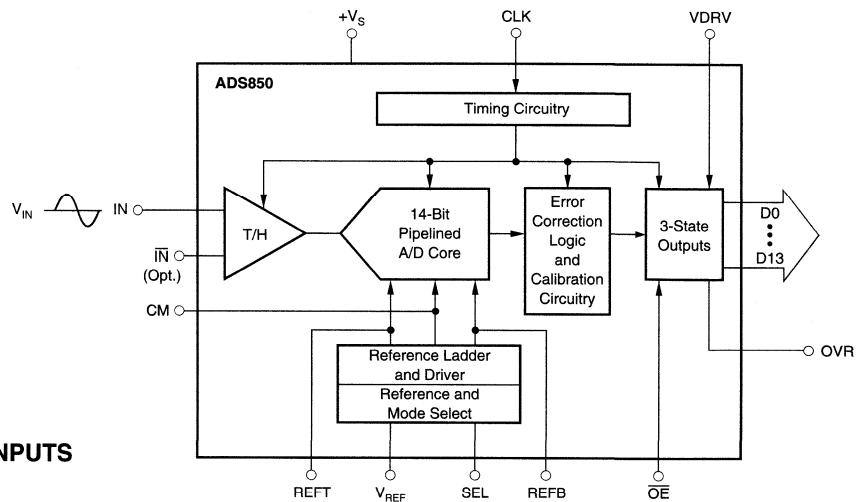 +VS
CLK
VDRV
ADS850
Timing Circuitry
VIN
IN
T/H
14-Bit
Pipelined
A/D Core
Error
Correction
Logic
and
Calibration
Circuitry
3-State
Outputs
D0
D13
I̅N̅
(Opt.)
CM
OVR
Reference Ladder
and Driver
Reference and
Mode Select
NPUTS
REFT
VREF
SEL
REFB
O̅E̅